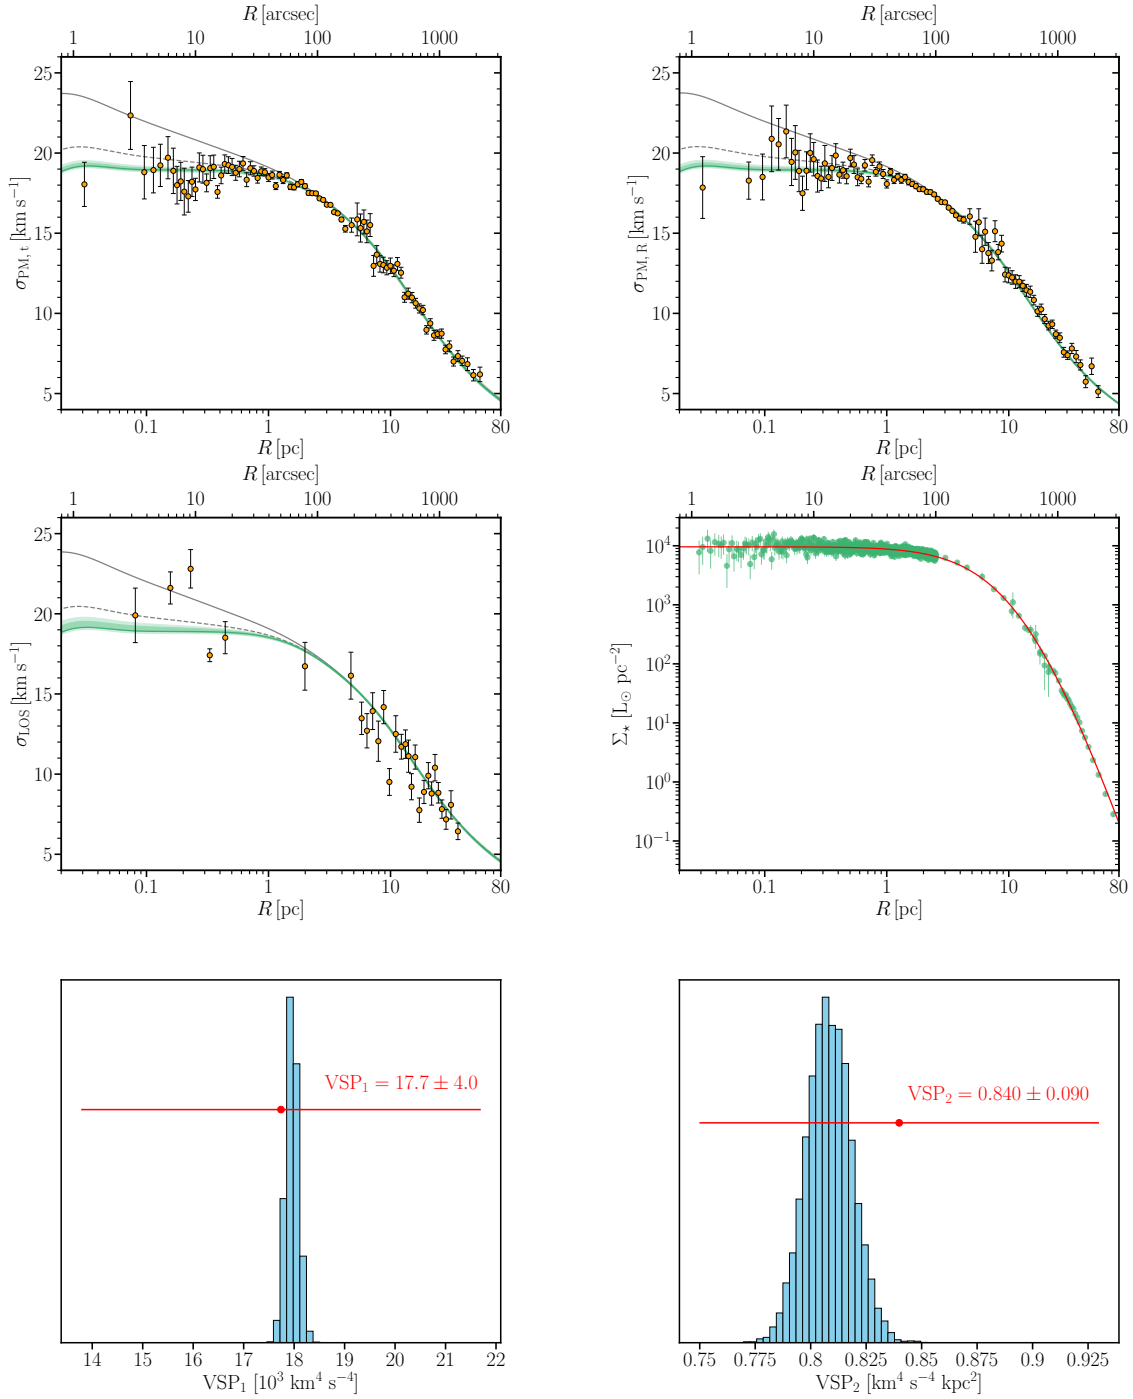 R [arcsec]
1 10 100 1000
25
20
15
10
5
σPM, t [km s−1]
0.1 1 10 80
R [pc]
R [arcsec]
1 10 100 1000
25
20
15
10
5
σPM, R [km s−1]
0.1 1 10 80
R [pc]
R [arcsec]
1 10 100 1000
25
20
15
10
5
σLOS [km s−1]
0.1 1 10 80
R [pc]
R [arcsec]
1 10 100 1000
10^4
10^3
10^2
10^1
10^0
10^−1
Σ⋆ [L⊙ pc−2]
0.1 1 10 80
R [pc]
VSP1 = 17.7 ± 4.0
14 15 16 17 18 19 20 21 22
VSP1 [10^3 km^4 s−4]
VSP2 = 0.840 ± 0.090
0.75 0.775 0.8 0.825 0.85 0.875 0.9 0.925
VSP2 [km^4 s−4 kpc^2]